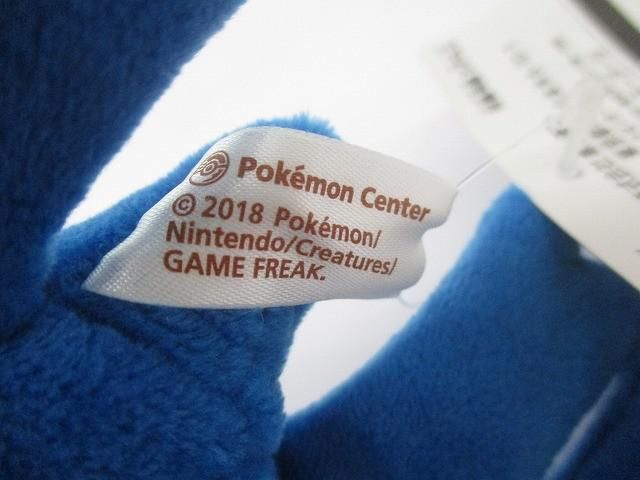 Pokémon Center
© 2018 Pokémon/
Nintendo/Creatures/
GAME FREAK.